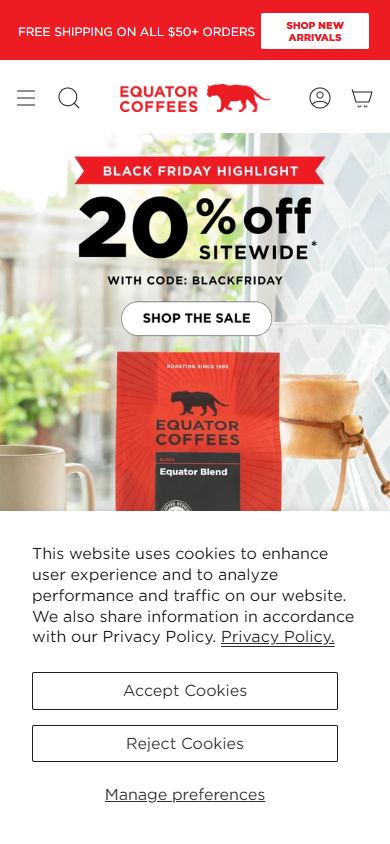 FREE SHIPPING ON ALL $50+ ORDERS
SHOP NEW
ARRIVALS
EQUATOR
COFFEES
BLACK FRIDAY HIGHLIGHT
20%off
SITEWIDE*
WITH CODE: BLACKFRIDAY
SHOP THE SALE
ROASTING SINCE 1995
EQUATOR
COFFEES
BLEND
Equator Blend
This website uses cookies to enhance
user experience and to analyze
performance and traffic on our website.
We also share information in accordance
with our Privacy Policy. Privacy Policy.
Accept Cookies
Reject Cookies
Manage preferences